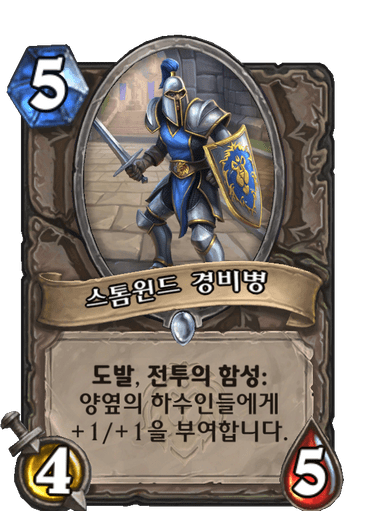 5
스톰윈드 경비병
도발, 전투의 함성:
양옆의 하수인들에게
+1/+1을 부여합니다.
4
5